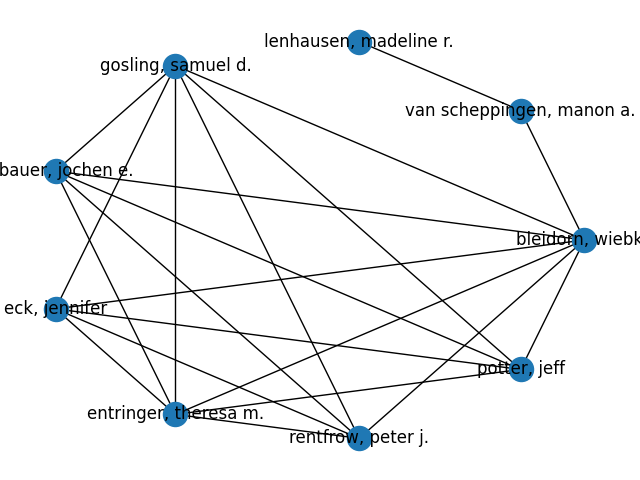 lenhausen, madeline r.
gosling, samuel d.
van scheppingen, manon a.
bauer, jochen e.
bleidorn, wiebk
eck, jennifer
potter, jeff
entringer, theresa m.
rentfrow, peter j.